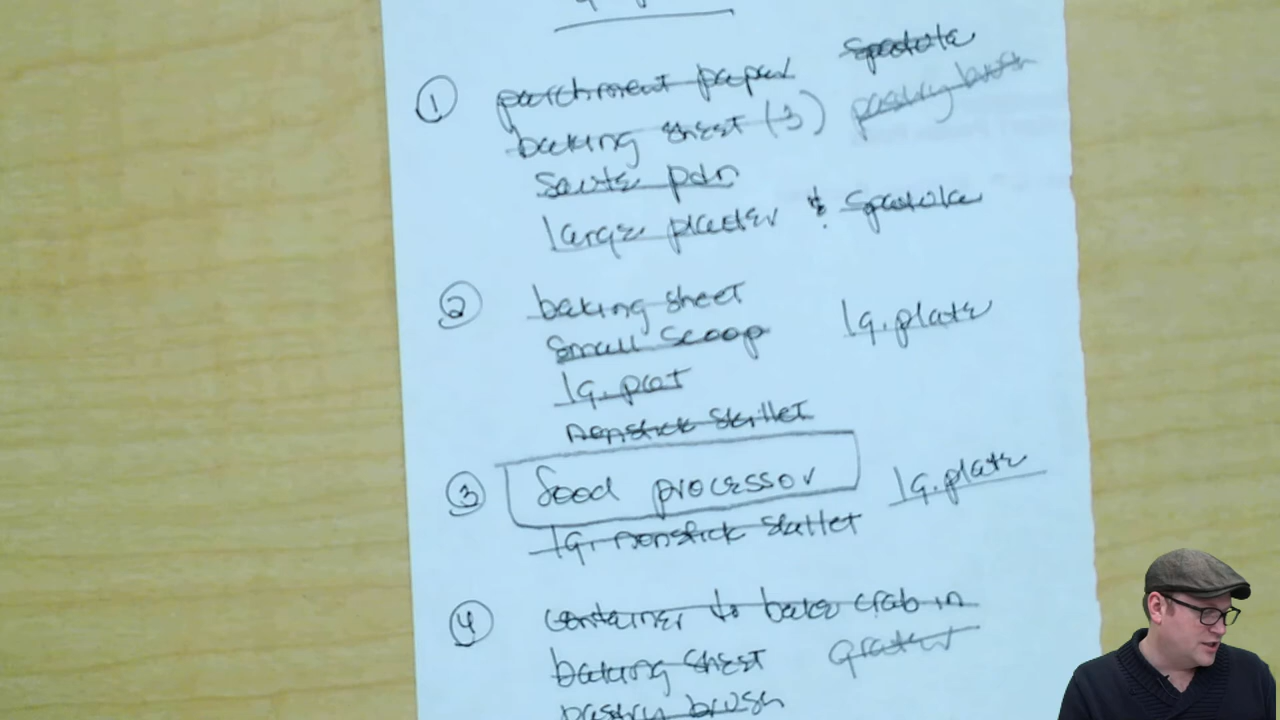 ① parchment paper spatula
baking sheet (3) pastry brush
Saute pan
large platter & spatula
② baking sheet lg. plate
Small Scoop
lg. pot
nonstick skillet
③ food processor lg. plate
lg. nonstick skillet
④ container to bake crab in
baking sheet grater
pastry brush